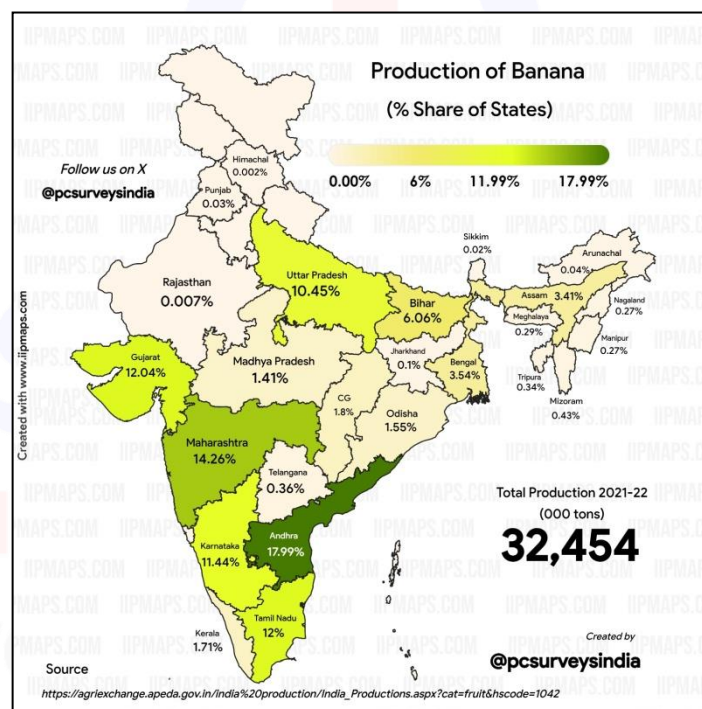 Production of Banana
(% Share of States)
0.00% 6% 11.99% 17.99%
Follow us on X
@pcsurveysindia
Himachal
0.002%
Punjab
0.03%
Rajasthan
0.007%
Uttar Pradesh
10.45%
Bihar
6.06%
Sikkim
0.02%
Arunachal
0.04%
Assam 3.41%
Nagaland
0.27%
Meghalaya
0.29%
Manipur
0.27%
Tripura
0.34%
Mizoram
0.43%
Gujarat
12.04%
Madhya Pradesh
1.41%
Jharkhand
0.1%
Bengal
3.54%
CG
1.8%
Odisha
1.55%
Maharashtra
14.26%
Telangana
0.36%
Andhra
17.99%
Karnataka
11.44%
Tamil Nadu
12%
Kerala
1.71%
Total Production 2021-22
(000 tons)
32,454
Created by
@pcsurveysindia
Source
https://agriexchange.apeda.gov.in/india%20production/India_Productions.aspx?cat=fruit&hscode=1042
Created with www.iipmaps.com
IIPMAPS.COM